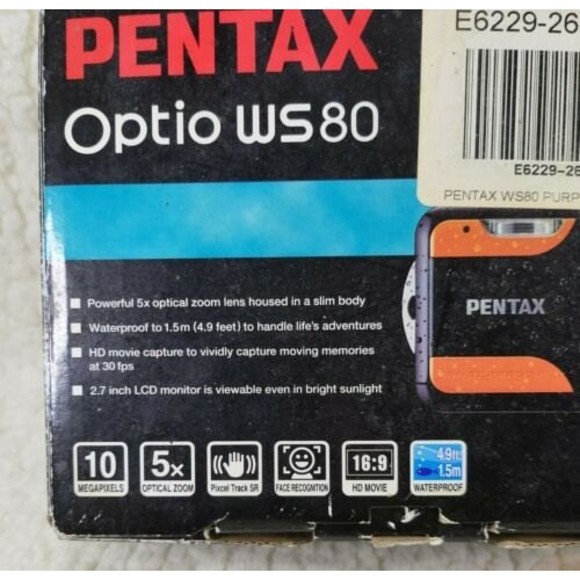 PENTAX
E6229-26
Optio WS80
E6229-26
PENTAX WS80 PURP
Powerful 5x optical zoom lens housed in a slim body
Waterproof to 1.5m (4.9 feet) to handle life's adventures
HD movie capture to vividly capture moving memories
at 30 fps
2.7 inch LCD monitor is viewable even in bright sunlight
PENTAX
10
MEGAPIXELS
5x
OPTICAL ZOOM
Pixcel Track SR
FACE RECOGNITION
16:9
HD MOVIE
4.9ft
1.5m
WATERPROOF